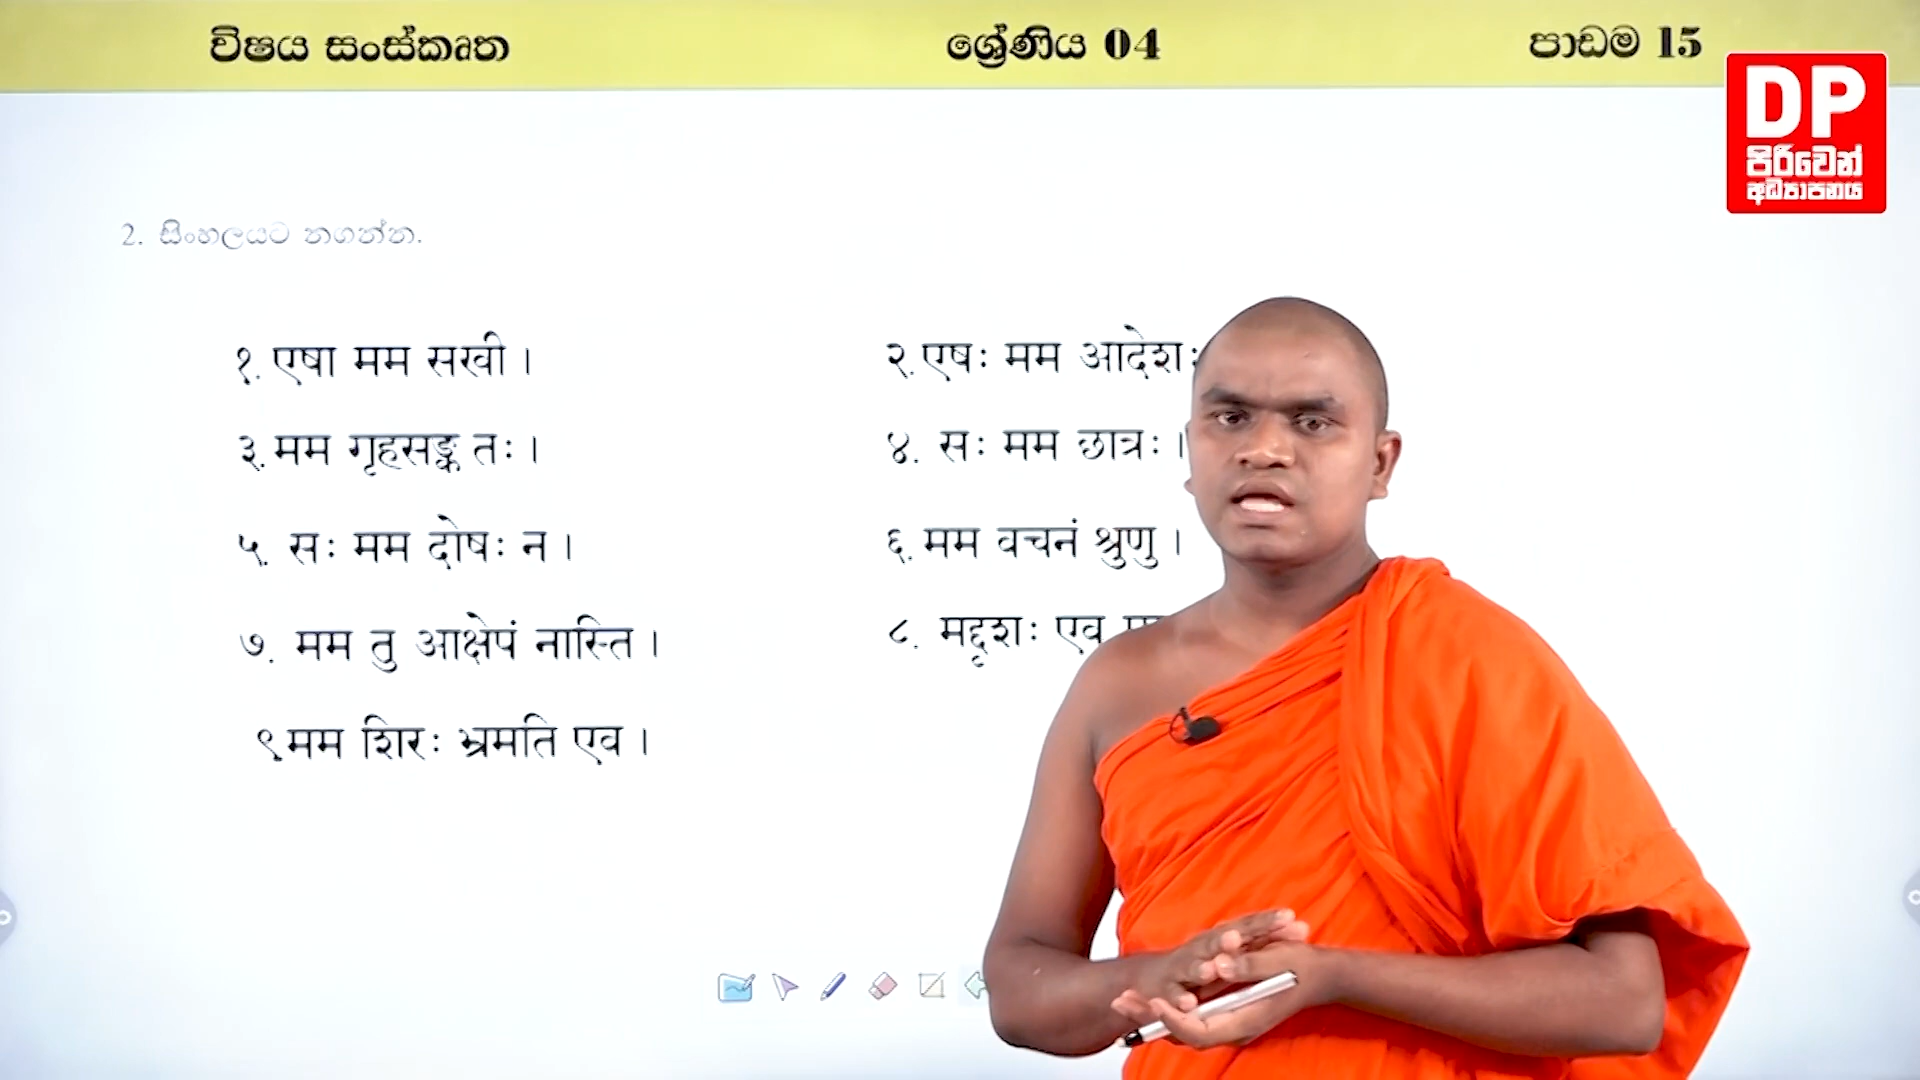 විෂය සංස්කෘත ශ්‍රේණිය 04 පාඩම 15
DP
පිරිවෙන්
අධ්‍යාපනය
2. සිංහලයට නගන්න.
१. एषा मम सखी । २. एषः मम आदेशः
३. मम गृहसङ्क तः । ४. सः मम छात्रः ।
५. सः मम दोषः न । ६. मम वचनं श्रुणु ।
७. मम तु आक्षेपं नास्ति । ८. मद्दृशः एव
९ मम शिरः भ्रमति एव ।